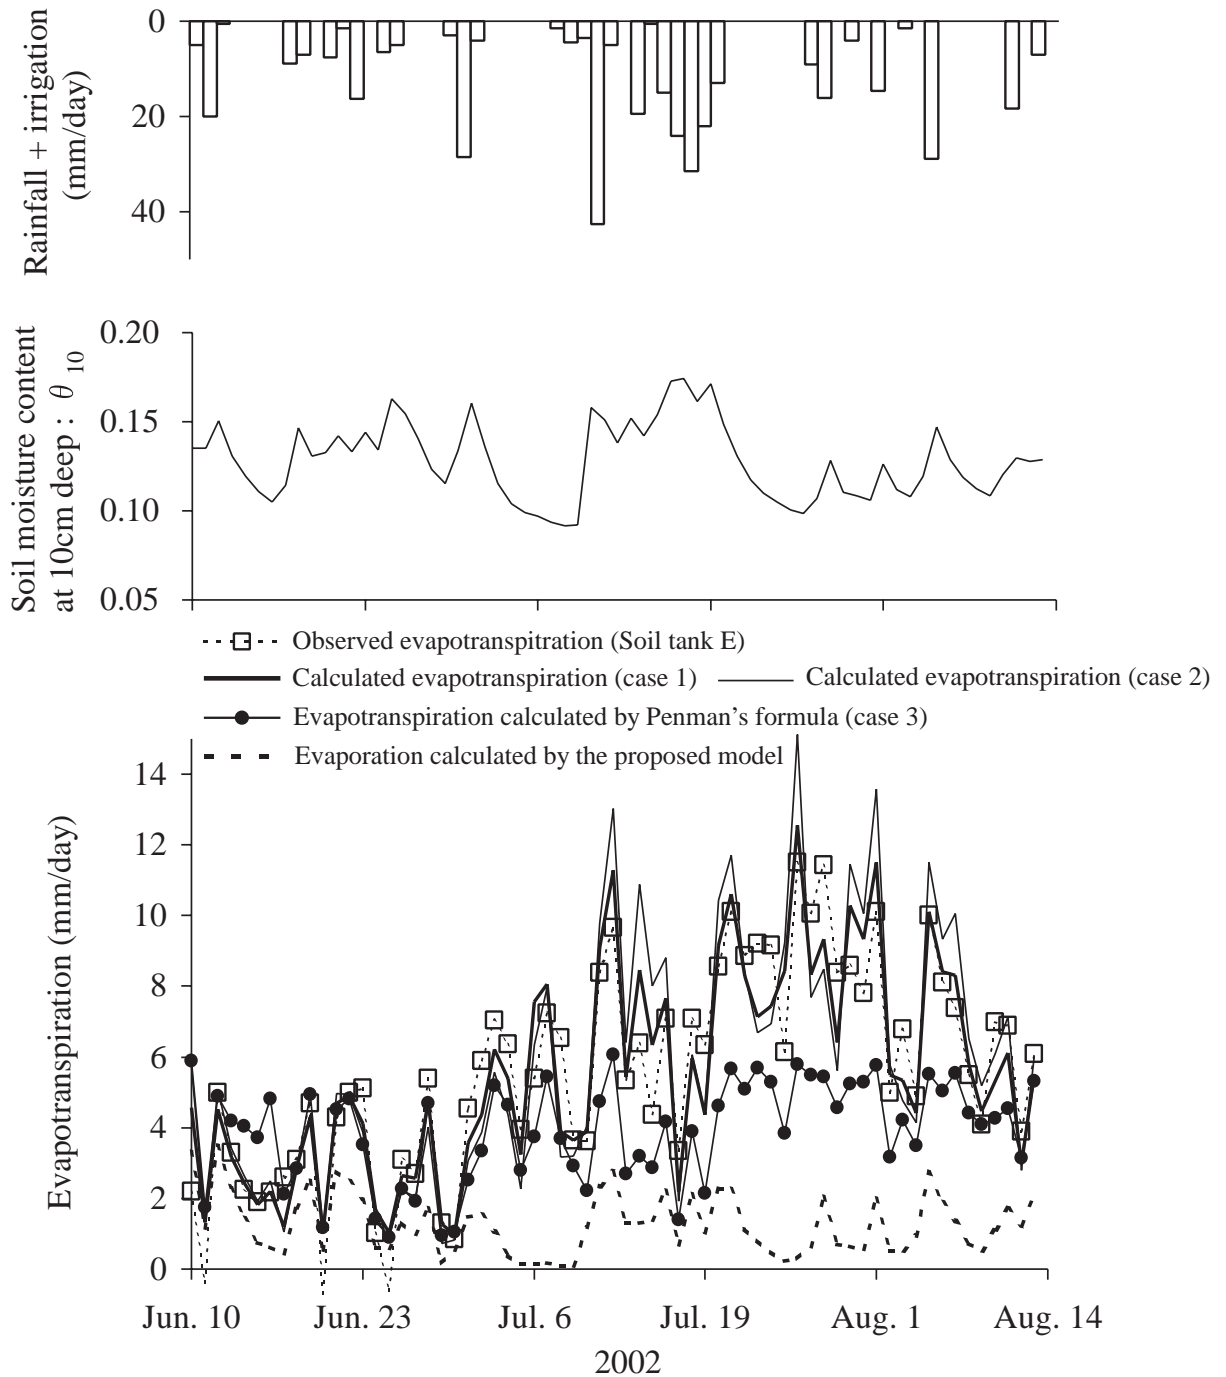 Rainfall + irrigation
(mm/day)
0
20
40
Soil moisture content
at 10cm deep : θ 10
0.20
0.15
0.10
0.05
Observed evapotranspitration (Soil tank E)
Calculated evapotranspiration (case 1)
Calculated evapotranspiration (case 2)
Evapotranspiration calculated by Penman's formula (case 3)
Evaporation calculated by the proposed model
Evapotranspiration (mm/day)
14
12
10
8
6
4
2
0
Jun. 10 Jun. 23 Jul. 6 Jul. 19 Aug. 1 Aug. 14
2002